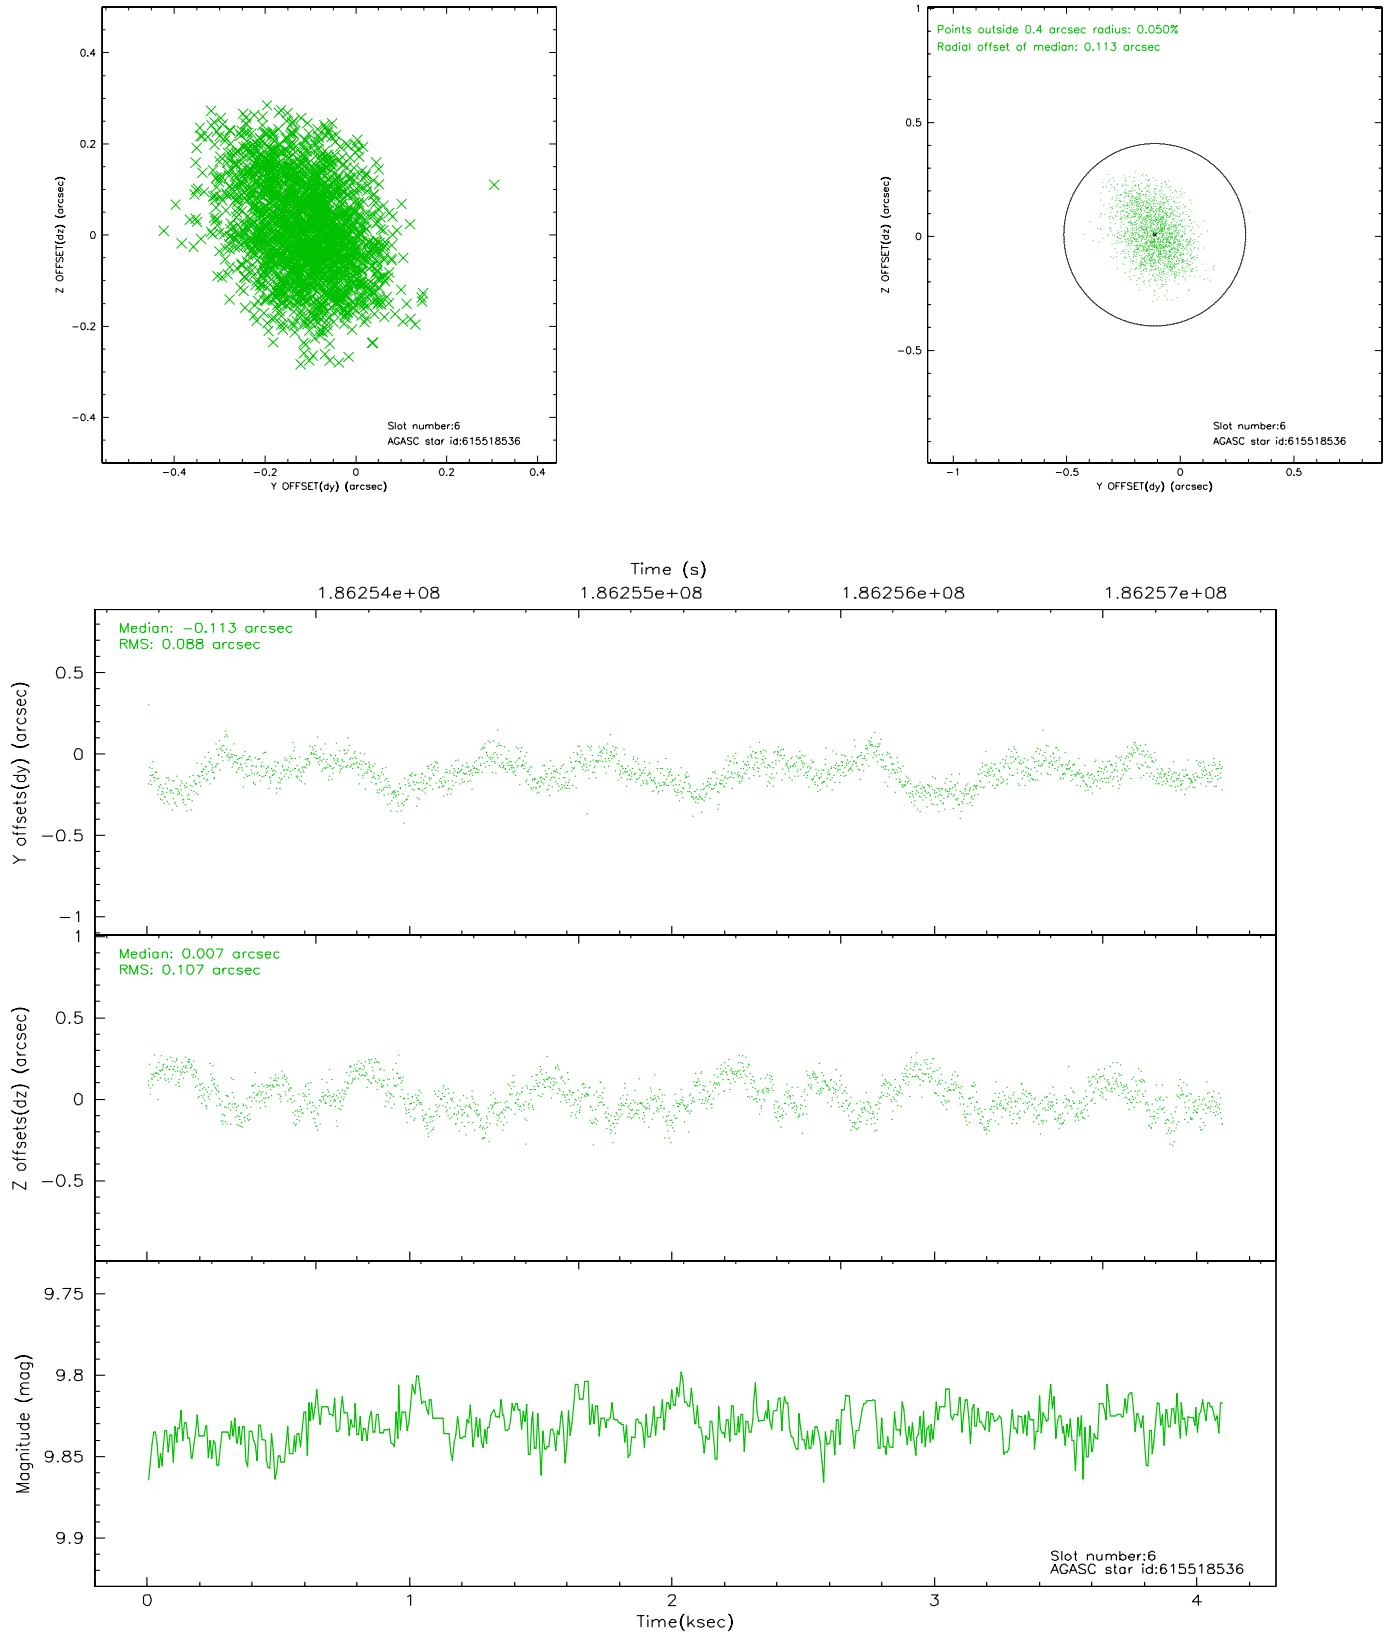 0.4
0.2
0
−0.2
−0.4
Z OFFSET(dz) (arcsec)
Slot number:6
AGASC star id:615518536
−0.4 −0.2 0 0.2 0.4
Y OFFSET(dy) (arcsec)
Points outside 0.4 arcsec radius: 0.050%
Radial offset of median: 0.113 arcsec
1
0.5
0
−0.5
Z OFFSET(dz) (arcsec)
Slot number:6
AGASC star id:615518536
−1 −0.5 0 0.5
Y OFFSET(dy) (arcsec)
Time (s)
1.86254e+08 1.86255e+08 1.86256e+08 1.86257e+08
Median: −0.113 arcsec
RMS: 0.088 arcsec
0.5
0
−0.5
−1
Y offsets(dy) (arcsec)
Median: 0.007 arcsec
RMS: 0.107 arcsec
1
0.5
0
−0.5
Z offsets(dz) (arcsec)
9.75
9.8
9.85
9.9
Magnitude (mag)
Slot number:6
AGASC star id:615518536
0 1 2 3 4
Time(ksec)